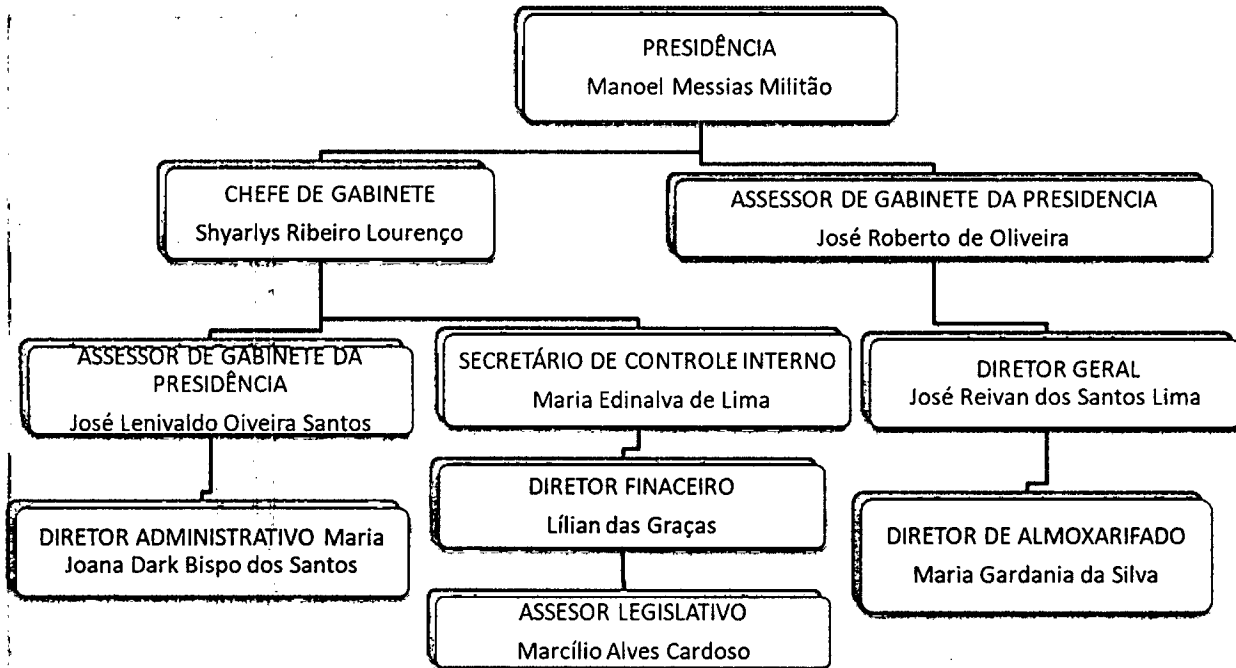 PRESIDÊNCIA
Manoel Messias Militão
CHEFE DE GABINETE
Shyarlys Ribeiro Lourenço
ASSESSOR DE GABINETE DA PRESIDENCIA
José Roberto de Oliveira
ASSESSOR DE GABINETE DA
PRESIDÊNCIA
José Lenivaldo Oiveira Santos
SECRETÁRIO DE CONTROLE INTERNO
Maria Edinalva de Lima
DIRETOR GERAL
José Reivan dos Santos Lima
DIRETOR ADMINISTRATIVO Maria
Joana Dark Bispo dos Santos
DIRETOR FINACEIRO
Lílian das Graças
DIRETOR DE ALMOXARIFADO
Maria Gardania da Silva
ASSESOR LEGISLATIVO
Marcílio Alves Cardoso